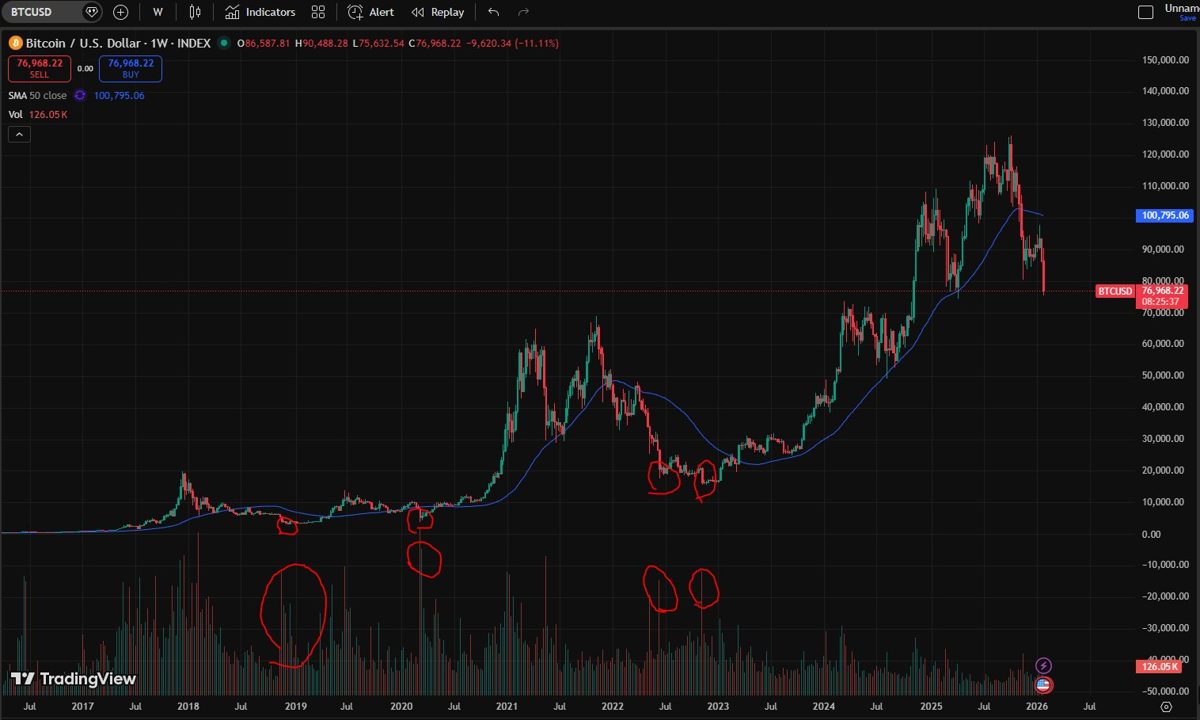 BTCUSD W Indicators Alert Replay Unnam
Save
Bitcoin / U.S. Dollar · 1W · INDEX O86,587.81 H90,488.28 L75,632.54 C76,968.22 −9,620.34 (−11.11%)
76,968.22 0.00 76,968.22
SELL BUY
SMA 50 close 100,795.06
Vol 126.05K
150,000.00
140,000.00
130,000.00
120,000.00
110,000.00
100,795.06
90,000.00
80,000.00
BTCUSD 76,968.22
08:25:37
70,000.00
60,000.00
50,000.00
40,000.00
30,000.00
20,000.00
10,000.00
0.00
−10,000.00
−20,000.00
−30,000.00
−40,000.00
126.05K
−50,000.00
TradingView
Jul 2017 Jul 2018 Jul 2019 Jul 2020 Jul 2021 Jul 2022 Jul 2023 Jul 2024 Jul 2025 Jul 2026 Jul